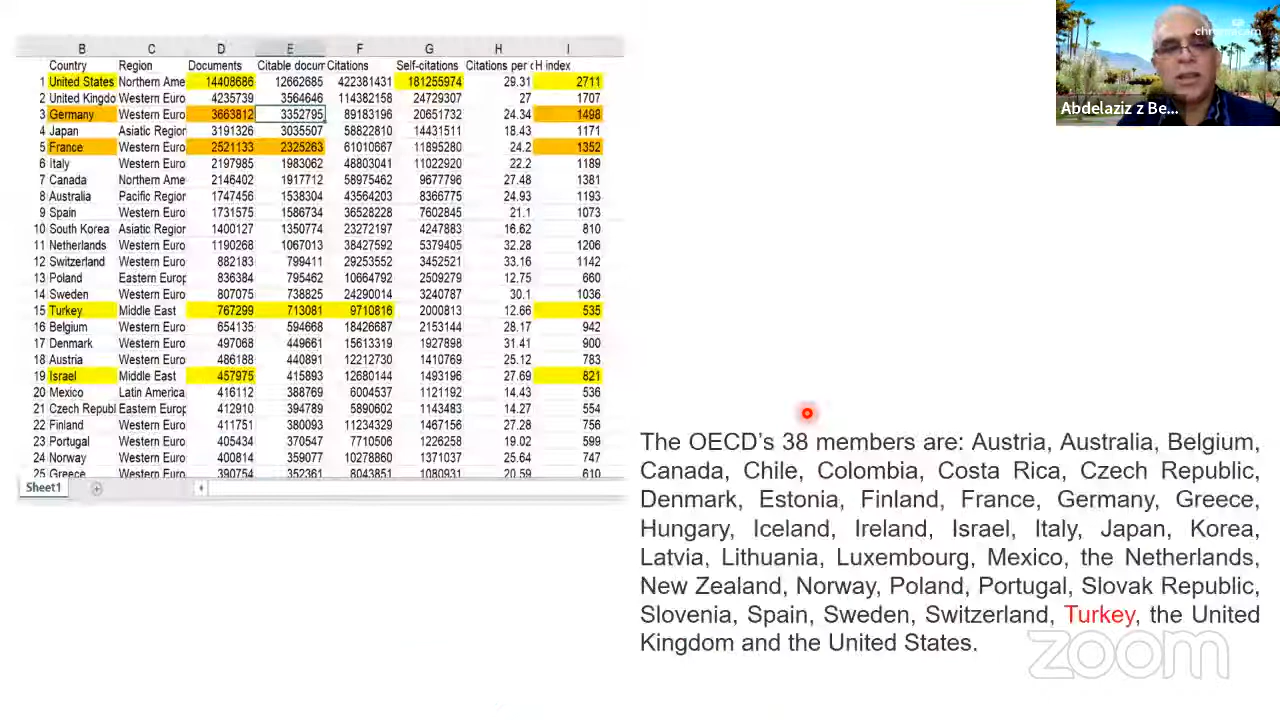 B C D E F G H I
Country Region Documents Citable docum Citations Self-citations Citations per c H index
1 United States Northern Ame 14408686 12662685 422381431 181255974 29.31 2711
2 United Kingdo Western Euro 4235739 3564646 114382158 24729307 27 1707
3 Germany Western Euro 3663812 3352795 89183196 20651732 24.34 1498
4 Japan Asiatic Region 3191326 3035507 58822810 14431511 18.43 1171
5 France Western Euro 2521133 2325263 61010667 11895280 24.2 1352
6 Italy Western Euro 2197985 1983062 48803041 11022920 22.2 1189
7 Canada Northern Ame 2146402 1917712 58975462 9677796 27.48 1381
8 Australia Pacific Region 1747456 1538304 43564203 8366775 24.93 1193
9 Spain Western Euro 1731575 1586734 36528228 7602845 21.1 1073
10 South Korea Asiatic Region 1400127 1350774 23272197 4247883 16.62 810
11 Netherlands Western Euro 1190268 1067013 38427592 5379405 32.28 1206
12 Switzerland Western Euro 882183 799411 29253552 3452521 33.16 1142
13 Poland Eastern Europ 836384 795462 10664792 2509279 12.75 660
14 Sweden Western Euro 807075 738825 24290014 3240787 30.1 1036
15 Turkey Middle East 767299 713081 9710816 2000813 12.66 535
16 Belgium Western Euro 654135 594668 18426687 2153144 28.17 942
17 Denmark Western Euro 497068 449661 15613319 1927898 31.41 900
18 Austria Western Euro 486188 440891 12212730 1410769 25.12 783
19 Israel Middle East 457975 415893 12680144 1493196 27.69 821
20 Mexico Latin America 416112 388769 6004537 1121192 14.43 536
21 Czech Republ Eastern Europ 412910 394789 5890602 1143483 14.27 554
22 Finland Western Euro 411751 380093 11234329 1467156 27.28 756
23 Portugal Western Euro 405434 370547 7710506 1226258 19.02 599
24 Norway Western Euro 400814 359077 10278860 1371037 25.64 747
25 Greece Western Euro 390754 352361 8043851 1080931 20.59 610
Sheet1
Abdelaziz z Be...
The OECD's 38 members are: Austria, Australia, Belgium,
Canada, Chile, Colombia, Costa Rica, Czech Republic,
Denmark, Estonia, Finland, France, Germany, Greece,
Hungary, Iceland, Ireland, Israel, Italy, Japan, Korea,
Latvia, Lithuania, Luxembourg, Mexico, the Netherlands,
New Zealand, Norway, Poland, Portugal, Slovak Republic,
Slovenia, Spain, Sweden, Switzerland, Turkey, the United
Kingdom and the United States.
zoom